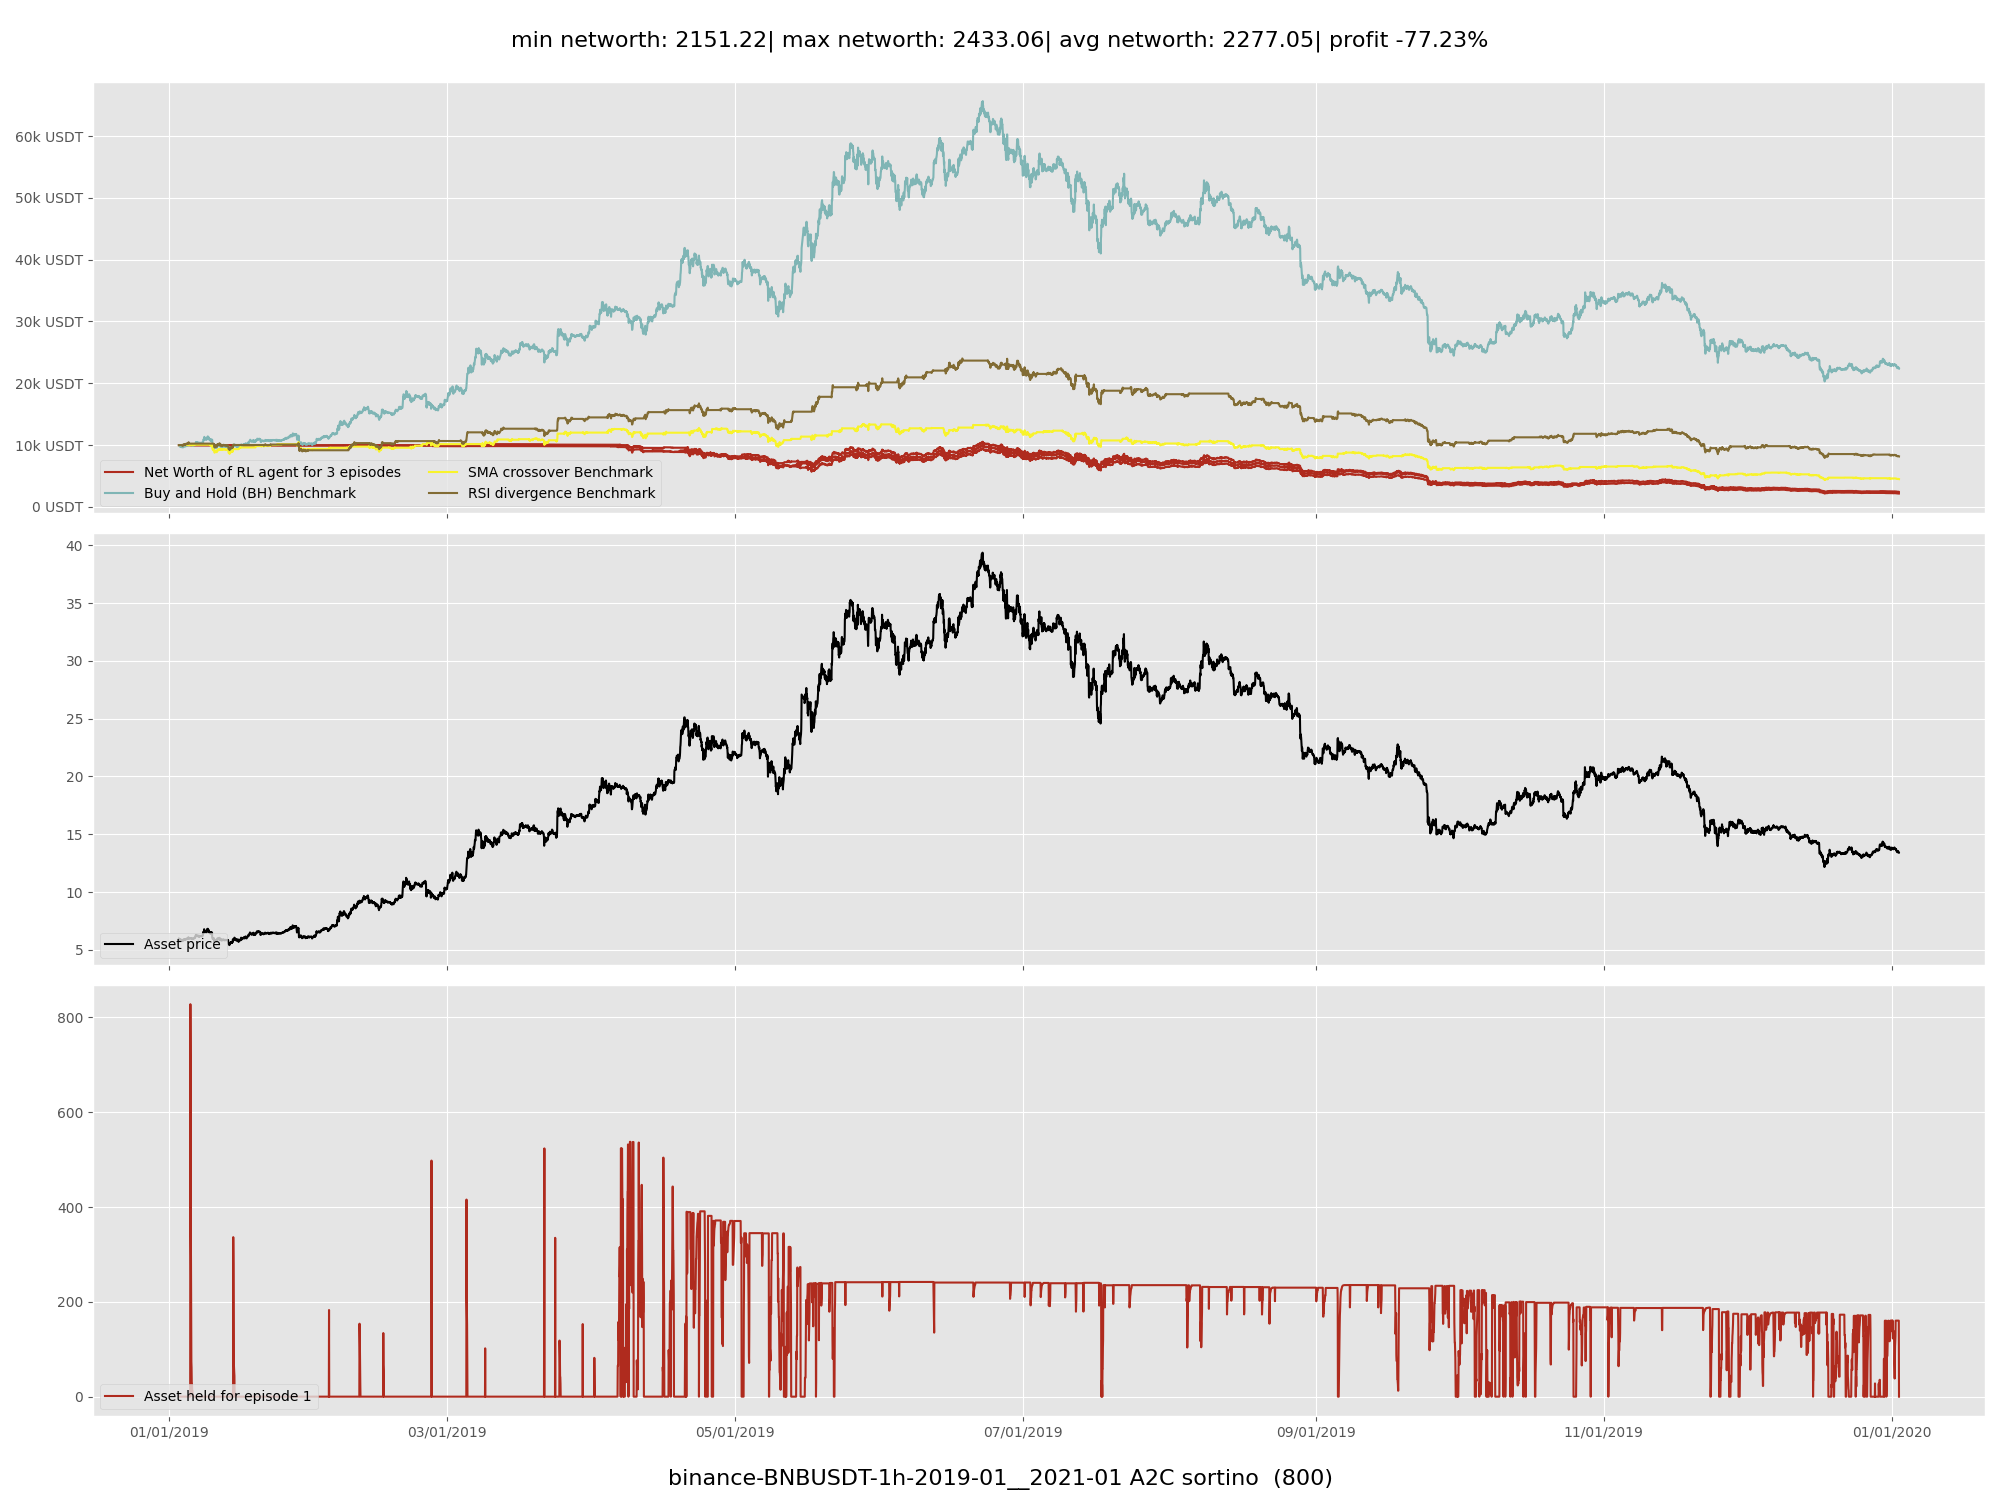 min networth: 2151.22| max networth: 2433.06| avg networth: 2277.05| profit -77.23%
60k USDT
50k USDT
40k USDT
30k USDT
20k USDT
10k USDT
0 USDT
Net Worth of RL agent for 3 episodes
Buy and Hold (BH) Benchmark
SMA crossover Benchmark
RSI divergence Benchmark
40
35
30
25
20
15
10
5
Asset price
800
600
400
200
0
Asset held for episode 1
01/01/2019 03/01/2019 05/01/2019 07/01/2019 09/01/2019 11/01/2019 01/01/2020
binance-BNBUSDT-1h-2019-01__2021-01 A2C sortino  (800)